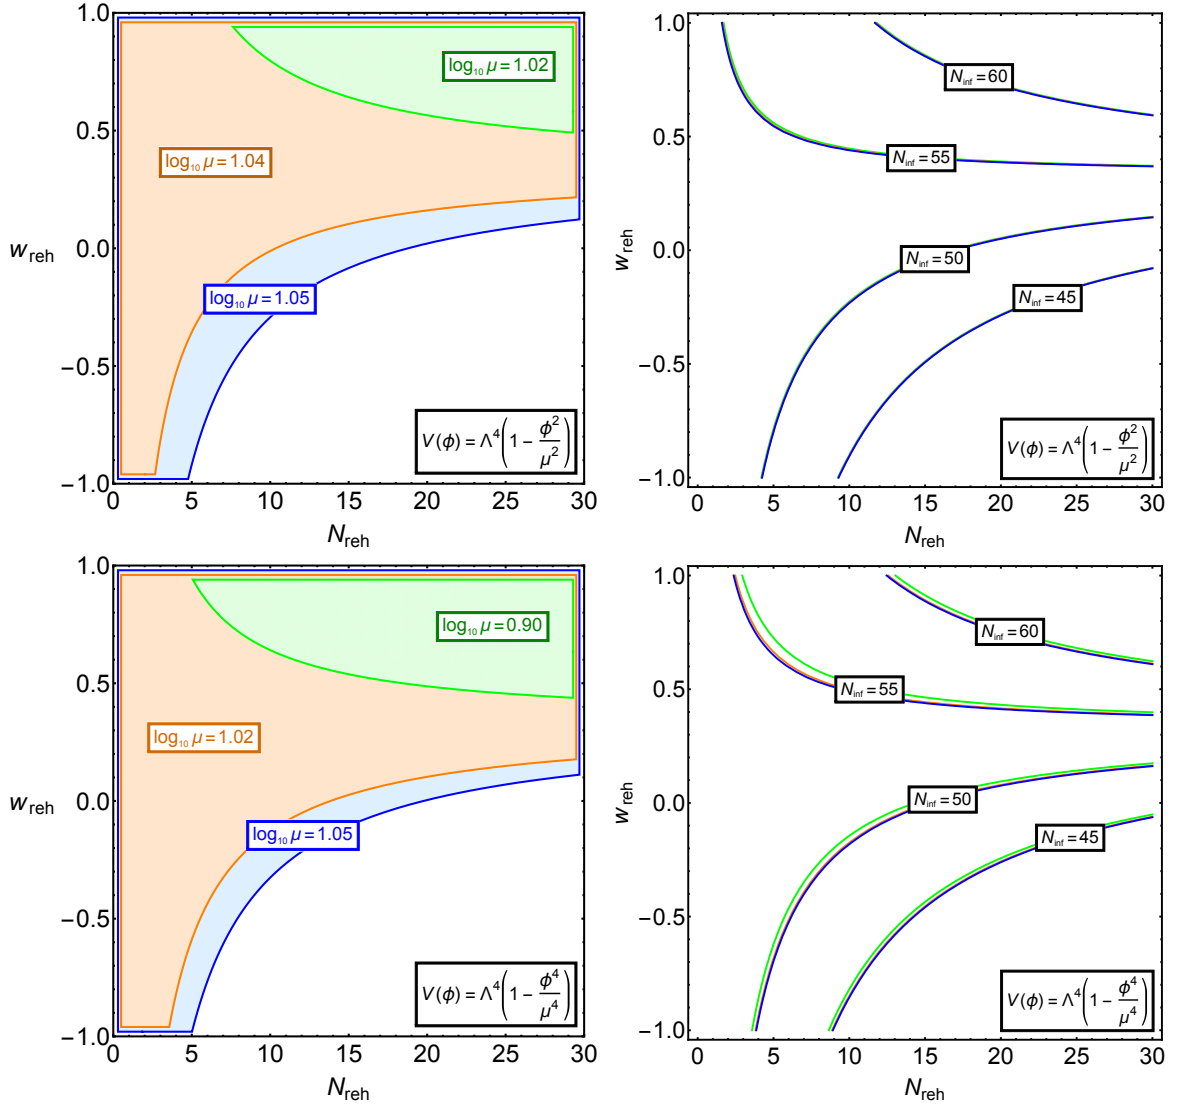 1.0
0.5
0.0
−0.5
−1.0
w_reh
log₁₀ μ = 1.02
log₁₀ μ = 1.04
log₁₀ μ = 1.05
V(ϕ) = Λ⁴(1 − ϕ²/μ²)
0 5 10 15 20 25 30
N_reh
1.0
0.5
0.0
−0.5
−1.0
w_reh
N_inf = 60
N_inf = 55
N_inf = 50
N_inf = 45
V(ϕ) = Λ⁴(1 − ϕ²/μ²)
0 5 10 15 20 25 30
N_reh
1.0
0.5
0.0
−0.5
−1.0
w_reh
log₁₀ μ = 0.90
log₁₀ μ = 1.02
log₁₀ μ = 1.05
V(ϕ) = Λ⁴(1 − ϕ⁴/μ⁴)
0 5 10 15 20 25 30
N_reh
1.0
0.5
0.0
−0.5
−1.0
w_reh
N_inf = 60
N_inf = 55
N_inf = 50
N_inf = 45
V(ϕ) = Λ⁴(1 − ϕ⁴/μ⁴)
0 5 10 15 20 25 30
N_reh